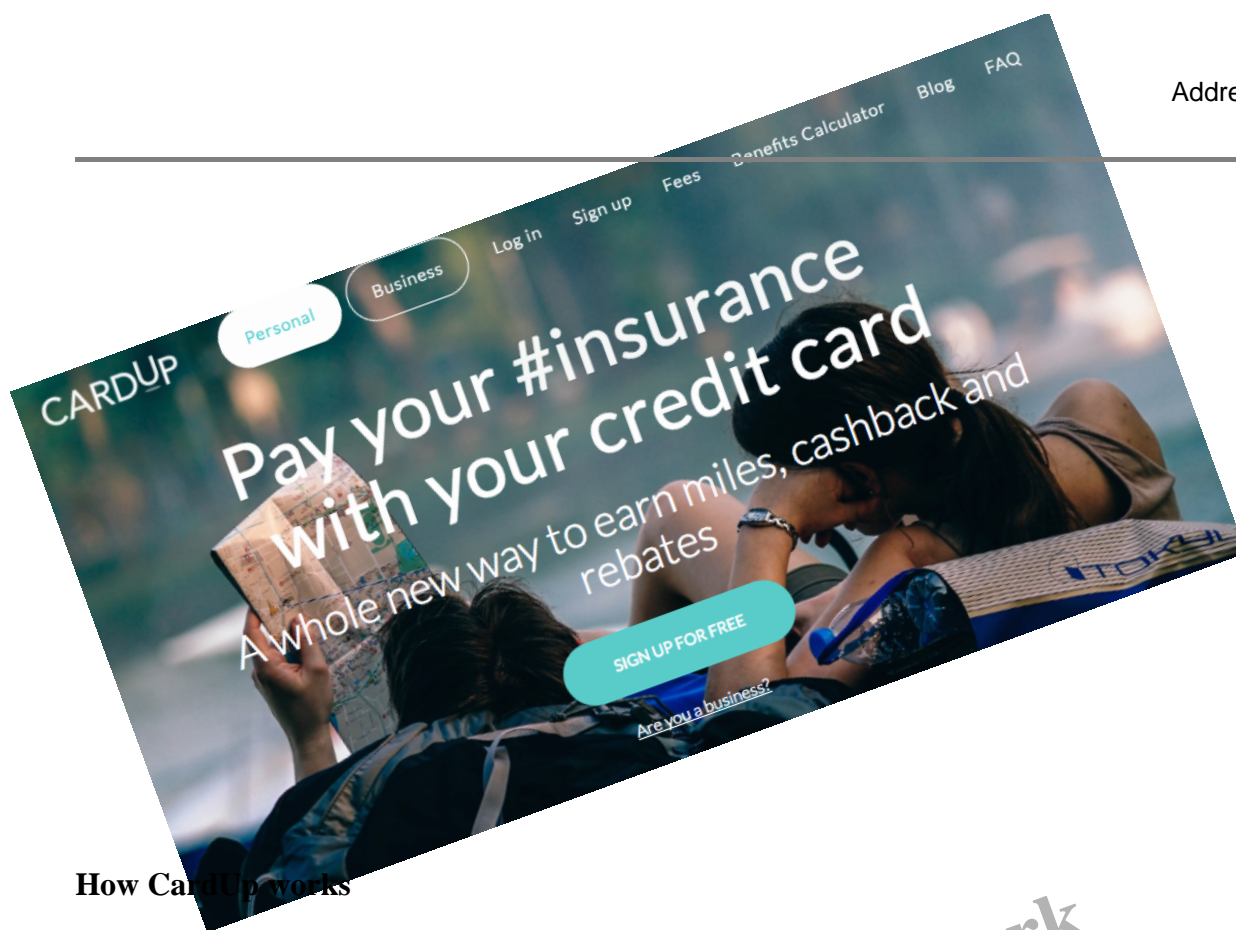 Addre
FAQ
Blog
Benefits Calculator
Fees
Sign up
Log in
Business
Personal
CARDUP
Pay your #insurance
with your credit card
A whole new way to earn miles, cashback and
rebates
SIGN UP FOR FREE
Are you a business?
How CardUp works
rk